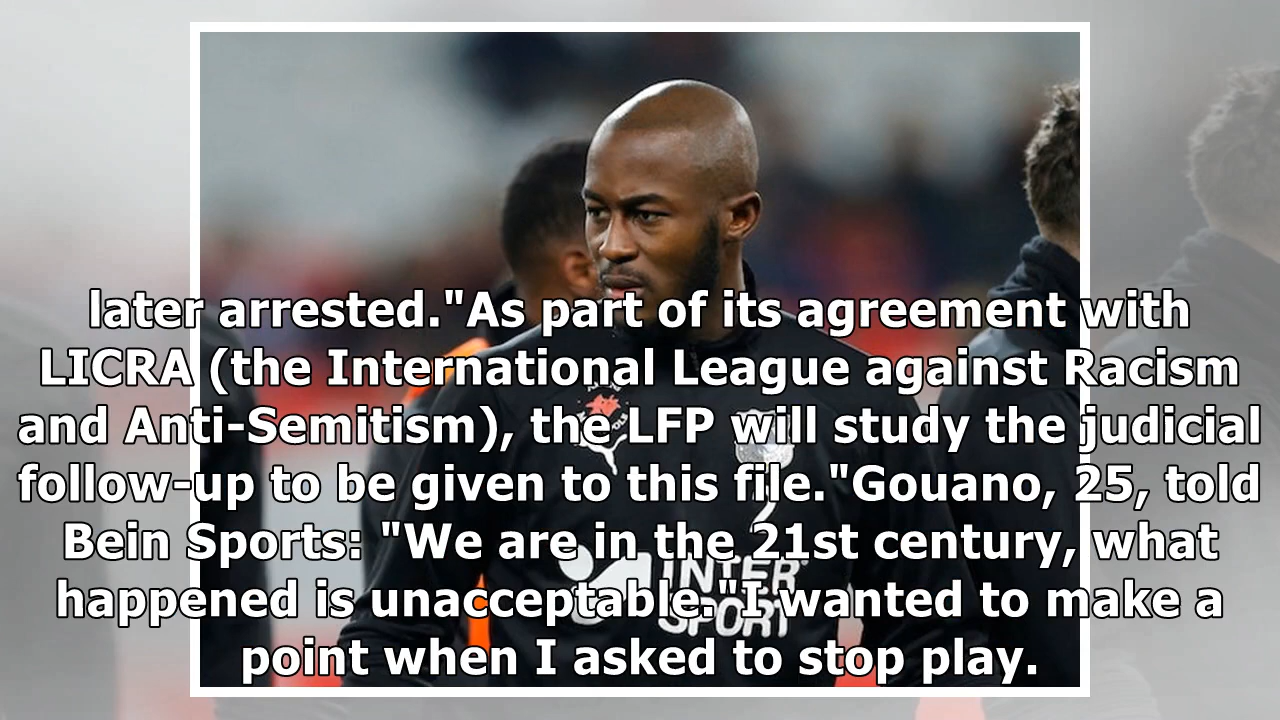 later arrested."As part of its agreement with
LICRA (the International League against Racism
and Anti-Semitism), the LFP will study the judicial
follow-up to be given to this file."Gouano, 25, told
Bein Sports: "We are in the 21st century, what
happened is unacceptable."I wanted to make a
point when I asked to stop play.
INTER
SPORT